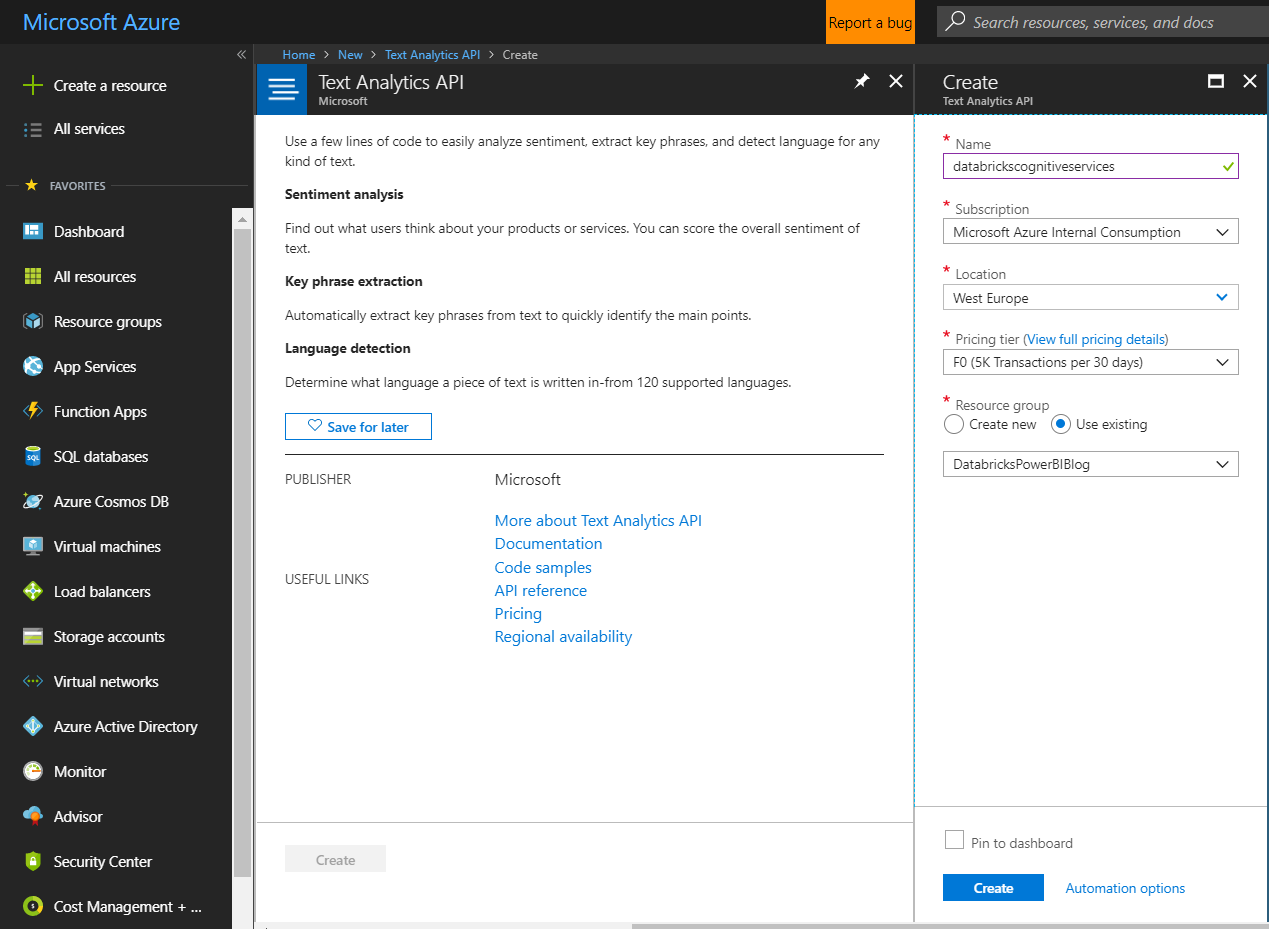 Microsoft Azure
Report a bug
Search resources, services, and docs
Home > New > Text Analytics API > Create
Create a resource
All services
FAVORITES
Dashboard
All resources
Resource groups
App Services
Function Apps
SQL databases
Azure Cosmos DB
Virtual machines
Load balancers
Storage accounts
Virtual networks
Azure Active Directory
Monitor
Advisor
Security Center
Cost Management + ...
Text Analytics API
Microsoft
Use a few lines of code to easily analyze sentiment, extract key phrases, and detect language for any
kind of text.
Sentiment analysis
Find out what users think about your products or services. You can score the overall sentiment of
text.
Key phrase extraction
Automatically extract key phrases from text to quickly identify the main points.
Language detection
Determine what language a piece of text is written in-from 120 supported languages.
Save for later
PUBLISHER Microsoft
USEFUL LINKS
More about Text Analytics API
Documentation
Code samples
API reference
Pricing
Regional availability
Create
Create
Text Analytics API
* Name
databrickscognitiveservices
* Subscription
Microsoft Azure Internal Consumption
* Location
West Europe
* Pricing tier (View full pricing details)
F0 (5K Transactions per 30 days)
* Resource group
Create new Use existing
DatabricksPowerBIBlog
Pin to dashboard
Create Automation options